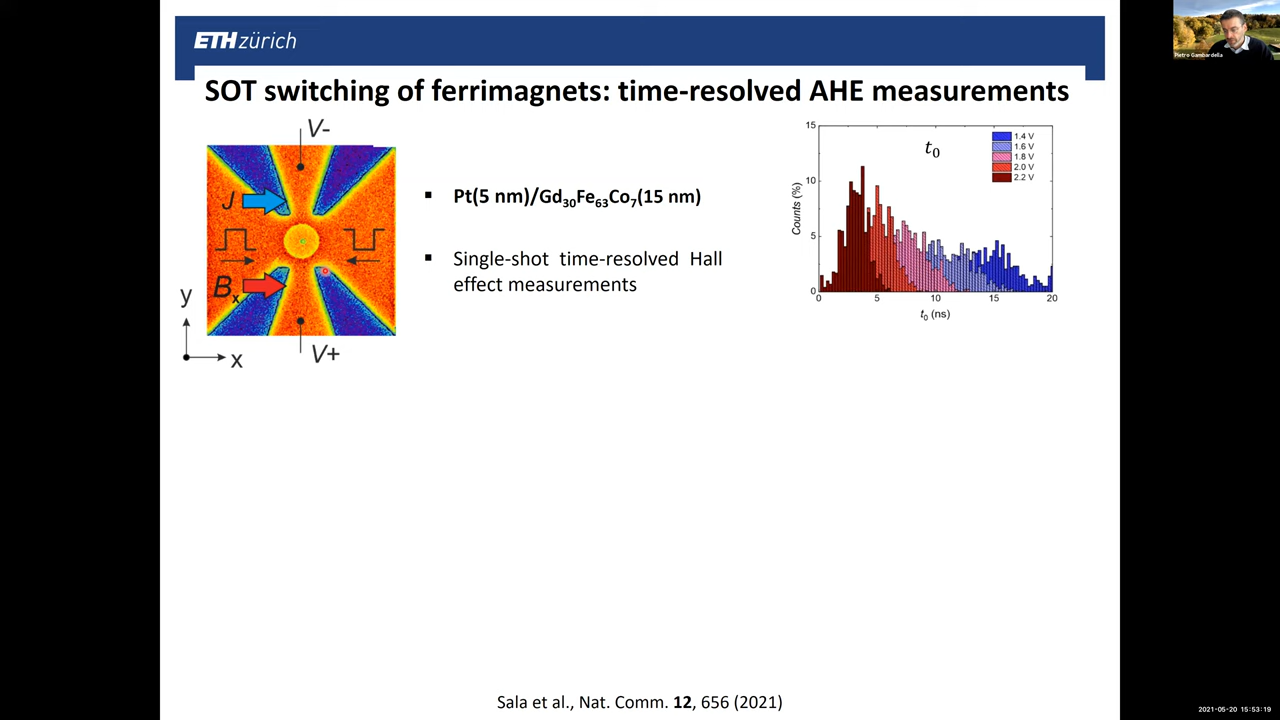 ETH zürich
SOT switching of ferrimagnets: time-resolved AHE measurements
V-
J
Bx
V+
y
x
▪ Pt(5 nm)/Gd30Fe63Co7(15 nm)
▪ Single-shot time-resolved Hall
effect measurements
15
10
5
0
Counts (%)
t0
1.4 V
1.6 V
1.8 V
2.0 V
2.2 V
0 5 10 15 20
t0 (ns)
Sala et al., Nat. Comm. 12, 656 (2021)
Pietro Gambardella
2021-05-20 15:53:19